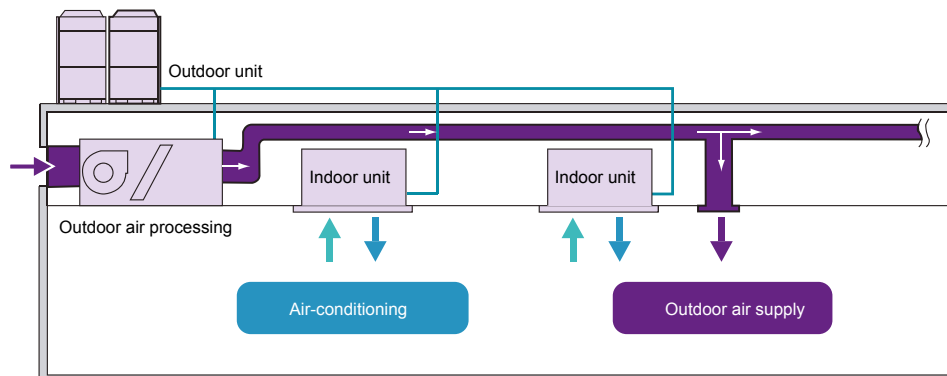 Outdoor unit
Indoor unit
Indoor unit
Outdoor air processing
Air-conditioning
Outdoor air supply